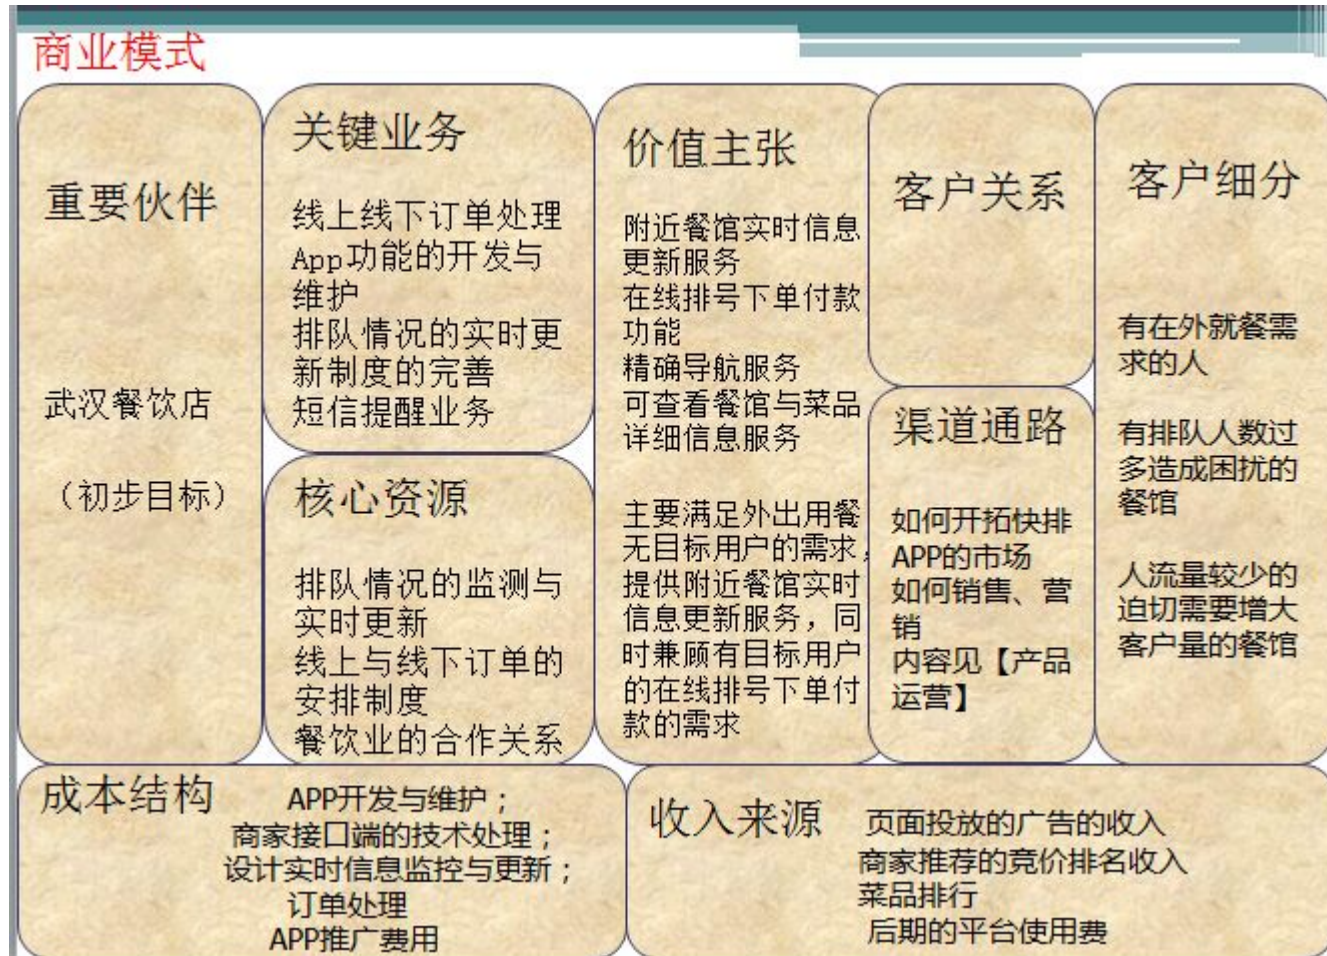 商业模式
重要伙伴
武汉餐饮店
（初步目标）
关键业务
线上线下订单处理
App功能的开发与
维护
排队情况的实时更
新制度的完善
短信提醒业务
核心资源
排队情况的监测与
实时更新
线上与线下订单的
安排制度
餐饮业的合作关系
价值主张
附近餐馆实时信息
更新服务
在线排号下单付款
功能
精确导航服务
可查看餐馆与菜品
详细信息服务
主要满足外出用餐
无目标用户的需求，
提供附近餐馆实时
信息更新服务，同
时兼顾有目标用户
的在线排号下单付
款的需求
客户关系
渠道通路
如何开拓快排
APP的市场
如何销售、营
销
内容见【产品
运营】
客户细分
有在外就餐需
求的人
有排队人数过
多造成困扰的
餐馆
人流量较少的
迫切需要增大
客户量的餐馆
成本结构
APP开发与维护；
商家接口端的技术处理；
设计实时信息监控与更新；
订单处理
APP推广费用
收入来源
页面投放的广告的收入
商家推荐的竞价排名收入
菜品排行
后期的平台使用费